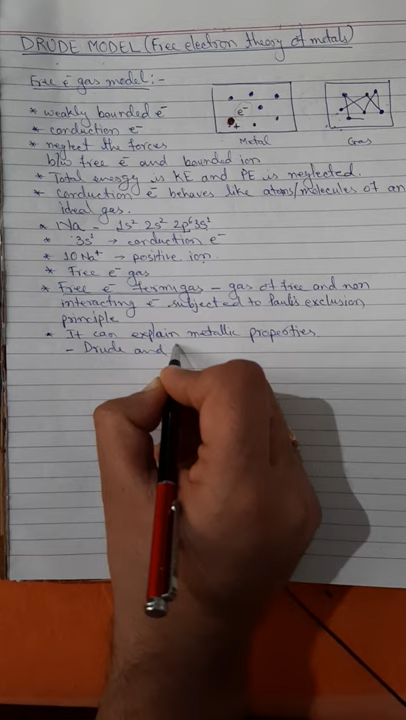 DRUDE MODEL (Free electron theory of metals)
Free e⁻ gas model:-
* weakly bounded e⁻
* conduction e⁻
* neglect the forces
b/w free e⁻ and bounded ion
e⁻
+
Metal
Gas
* Total energy is KE and PE is neglected.
* Conduction e⁻ behaves like atoms/molecules of an
ideal gas.
* Na - 1s² 2s² 2p⁶ 3s¹
* 3s¹ → conduction e⁻
* 10 Na⁺ → positive ion
* Free e⁻ gas
* Free e⁻ fermigas - gas of free and non
interacting e⁻ subjected to Pauli's exclusion
principle
* It can explain metallic properties
- Drude and